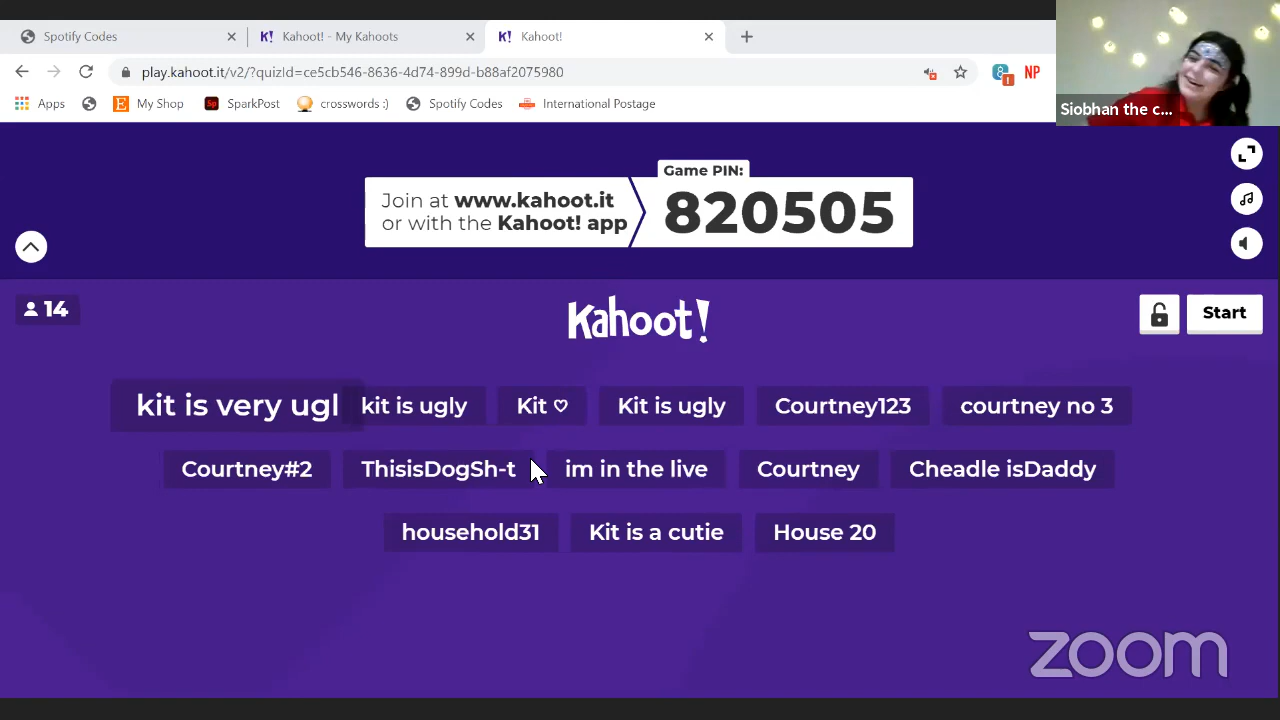 Spotify Codes
Kahoot! - My Kahoots
Kahoot!
play.kahoot.it/v2/?quizId=ce5cb546-8636-4d74-899d-b88af2075980
8
!
NP
Apps
My Shop
Sp
SparkPost
crosswords :)
Spotify Codes
International Postage
Siobhan the c...
Game PIN:
Join at www.kahoot.it
or with the Kahoot! app
820505
14
Kahoot!
Start
kit is very ugl
kit is ugly
Kit ♡
Kit is ugly
Courtney123
courtney no 3
Courtney#2
ThisisDogSh-t
im in the live
Courtney
Cheadle isDaddy
household31
Kit is a cutie
House 20
zoom